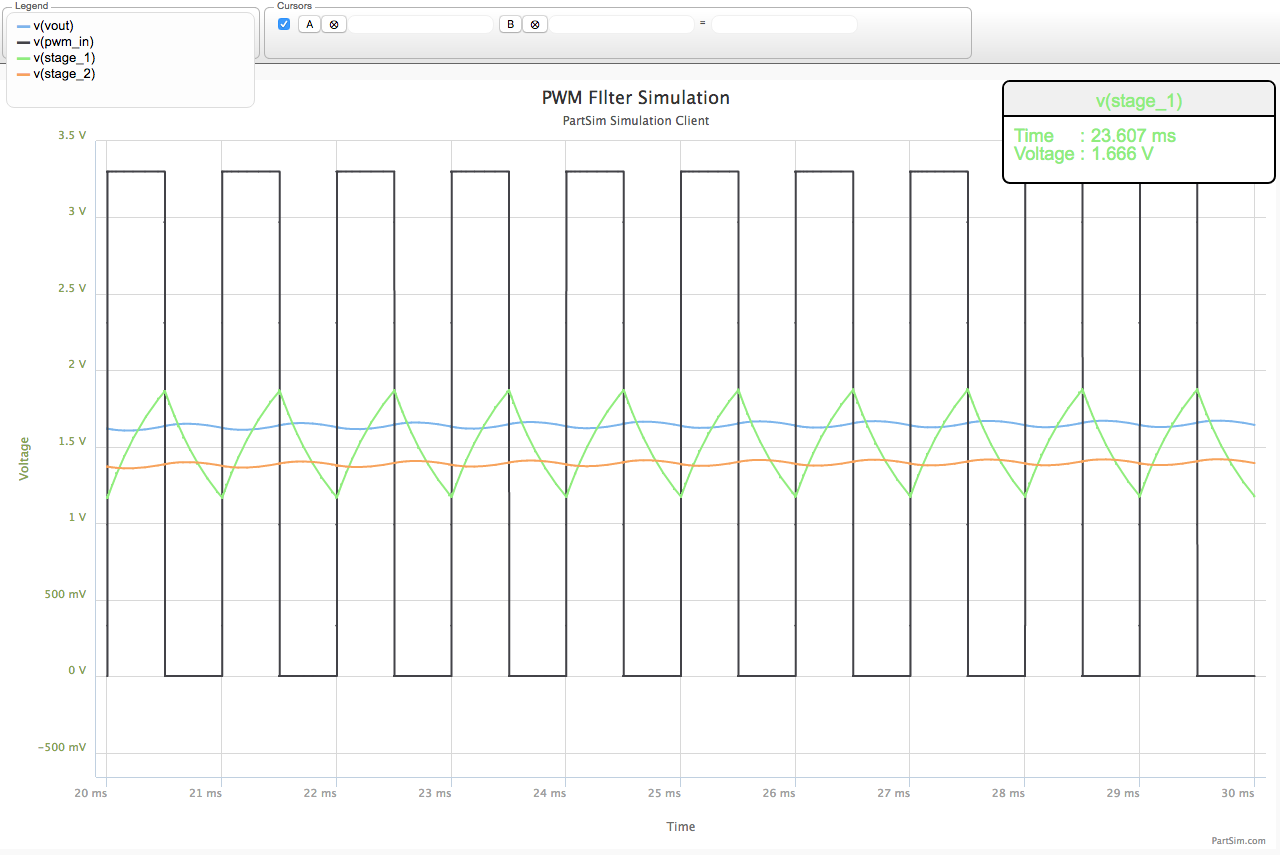 Legend
v(vout)
v(pwm_in)
v(stage_1)
v(stage_2)
Cursors
A ⊗
B ⊗ =
PWM FIlter Simulation
PartSim Simulation Client
v(stage_1)
Time : 23.607 ms
Voltage : 1.666 V
3.5 V
3 V
2.5 V
2 V
1.5 V
1 V
500 mV
0 V
-500 mV
Voltage
20 ms 21 ms 22 ms 23 ms 24 ms 25 ms 26 ms 27 ms 28 ms 29 ms 30 ms
Time
PartSim.com